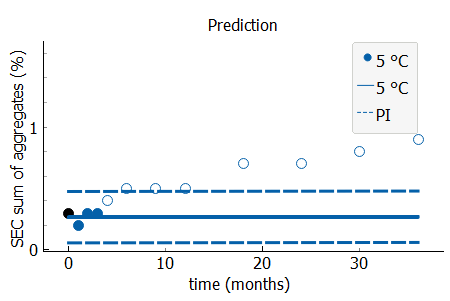 Prediction
SEC sum of aggregates (%)
1
0
5 °C
5 °C
PI
0
10
20
30
time (months)